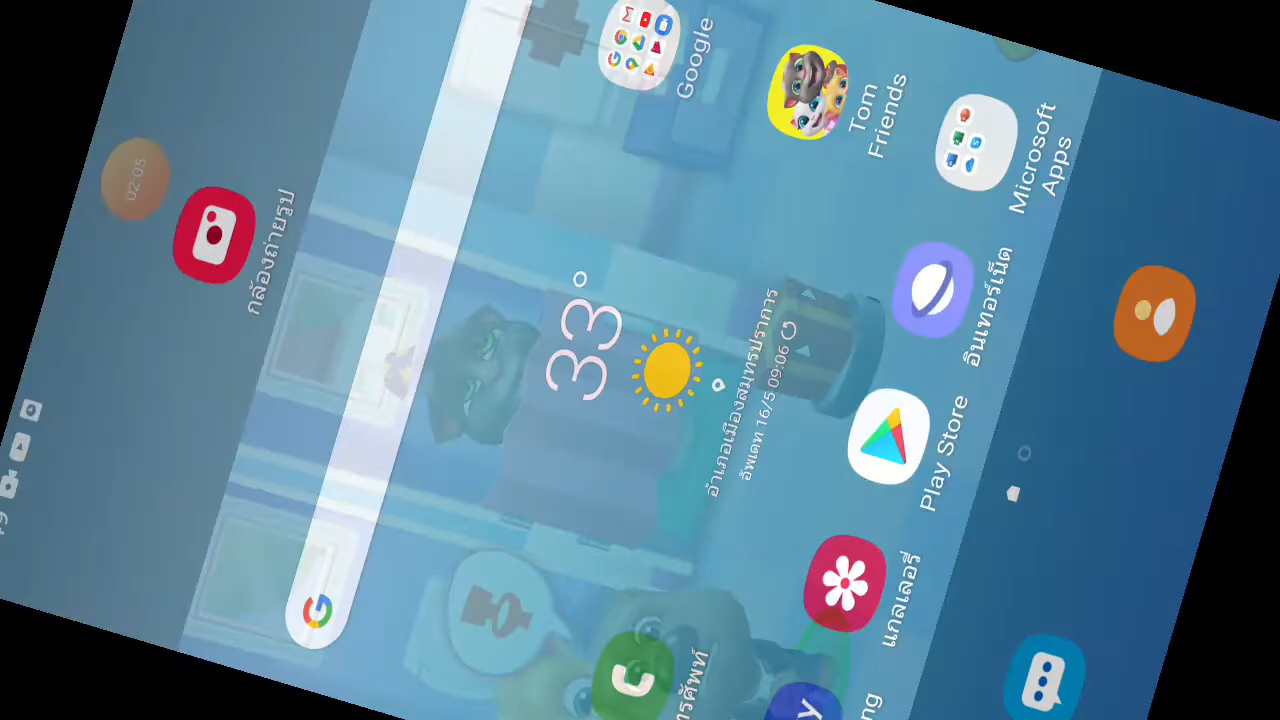 02:05
33°
อำเภอเมืองสมุทรปราการ
อัพเดท 16/5 09:06
กล้องถ่ายรูป
Google
Tom
Friends
Microsoft
Apps
อินเทอร์เน็ต
Play Store
แกลเลอรี่